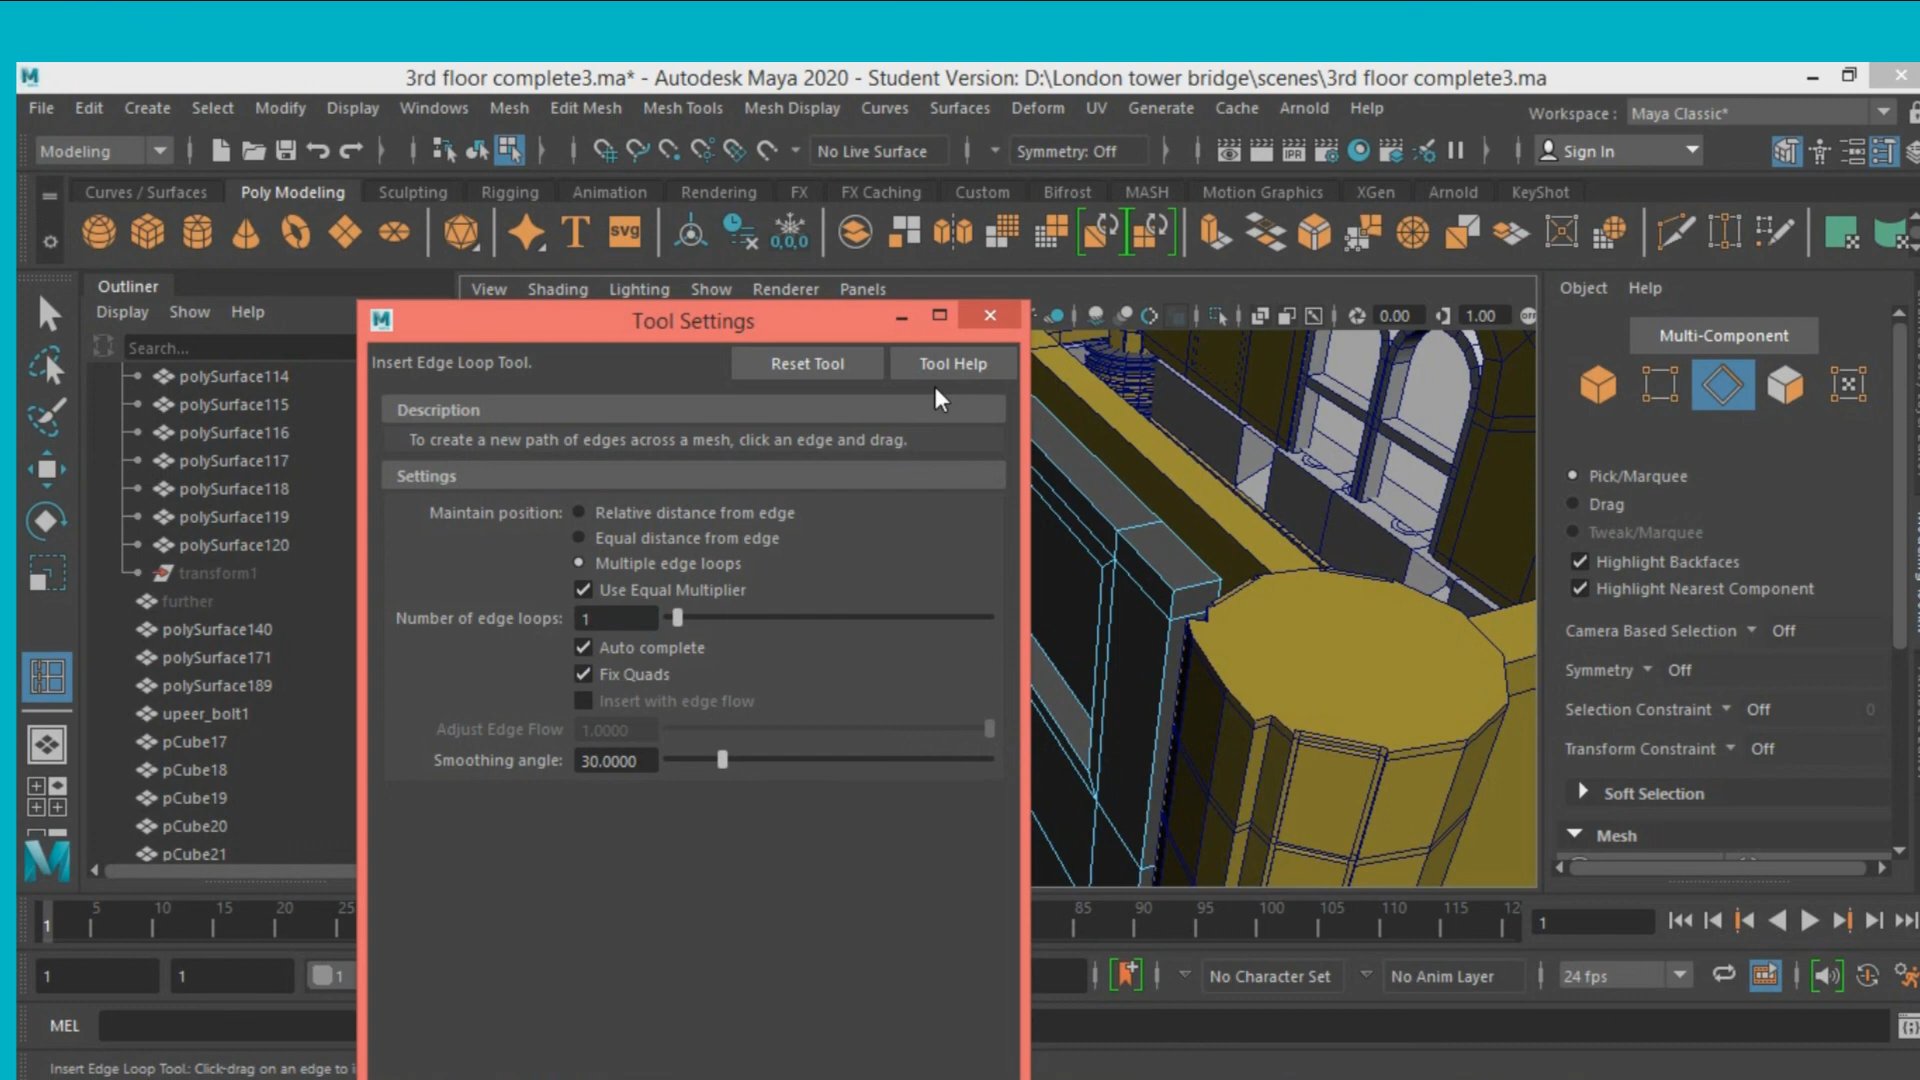 3rd floor complete3.ma* - Autodesk Maya 2020 - Student Version: D:\London tower bridge\scenes\3rd floor complete3.ma
File Edit Create Select Modify Display Windows Mesh Edit Mesh Mesh Tools Mesh Display Curves Surfaces Deform UV Generate Cache Arnold Help
Workspace : Maya Classic*
Modeling No Live Surface Symmetry: Off IPR Sign In
Curves / Surfaces Poly Modeling Sculpting Rigging Animation Rendering FX FX Caching Custom Bifrost MASH Motion Graphics XGen Arnold KeyShot
T svg 0,0,0
Outliner
Display Show Help
Search...
polySurface114
polySurface115
polySurface116
polySurface117
polySurface118
polySurface119
polySurface120
transform1
further
polySurface140
polySurface171
polySurface189
upeer_bolt1
pCube17
pCube18
pCube19
pCube20
pCube21
View Shading Lighting Show Renderer Panels
0.00 1.00
Tool Settings
Insert Edge Loop Tool. Reset Tool Tool Help
Description
To create a new path of edges across a mesh, click an edge and drag.
Settings
Maintain position: Relative distance from edge
Equal distance from edge
Multiple edge loops
Use Equal Multiplier
Number of edge loops: 1
Auto complete
Fix Quads
Insert with edge flow
Adjust Edge Flow 1.0000
Smoothing angle: 30.0000
Object Help
Multi-Component
Pick/Marquee
Drag
Tweak/Marquee
Highlight Backfaces
Highlight Nearest Component
Camera Based Selection Off
Symmetry Off
Selection Constraint Off 0
Transform Constraint Off
Soft Selection
Mesh
1 5 10 15 20 25 85 90 95 100 105 110 115 12 1
1 1 1 No Character Set No Anim Layer 24 fps
MEL
Insert Edge Loop Tool: Click-drag on an edge to i